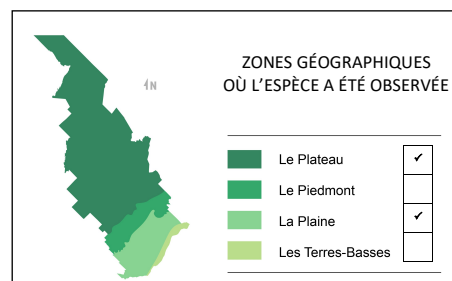 ZONES GÉOGRAPHIQUES
OÙ L’ESPÈCE A ÉTÉ OBSERVÉE
N
Le Plateau ✓
Le Piedmont
La Plaine ✓
Les Terres-Basses